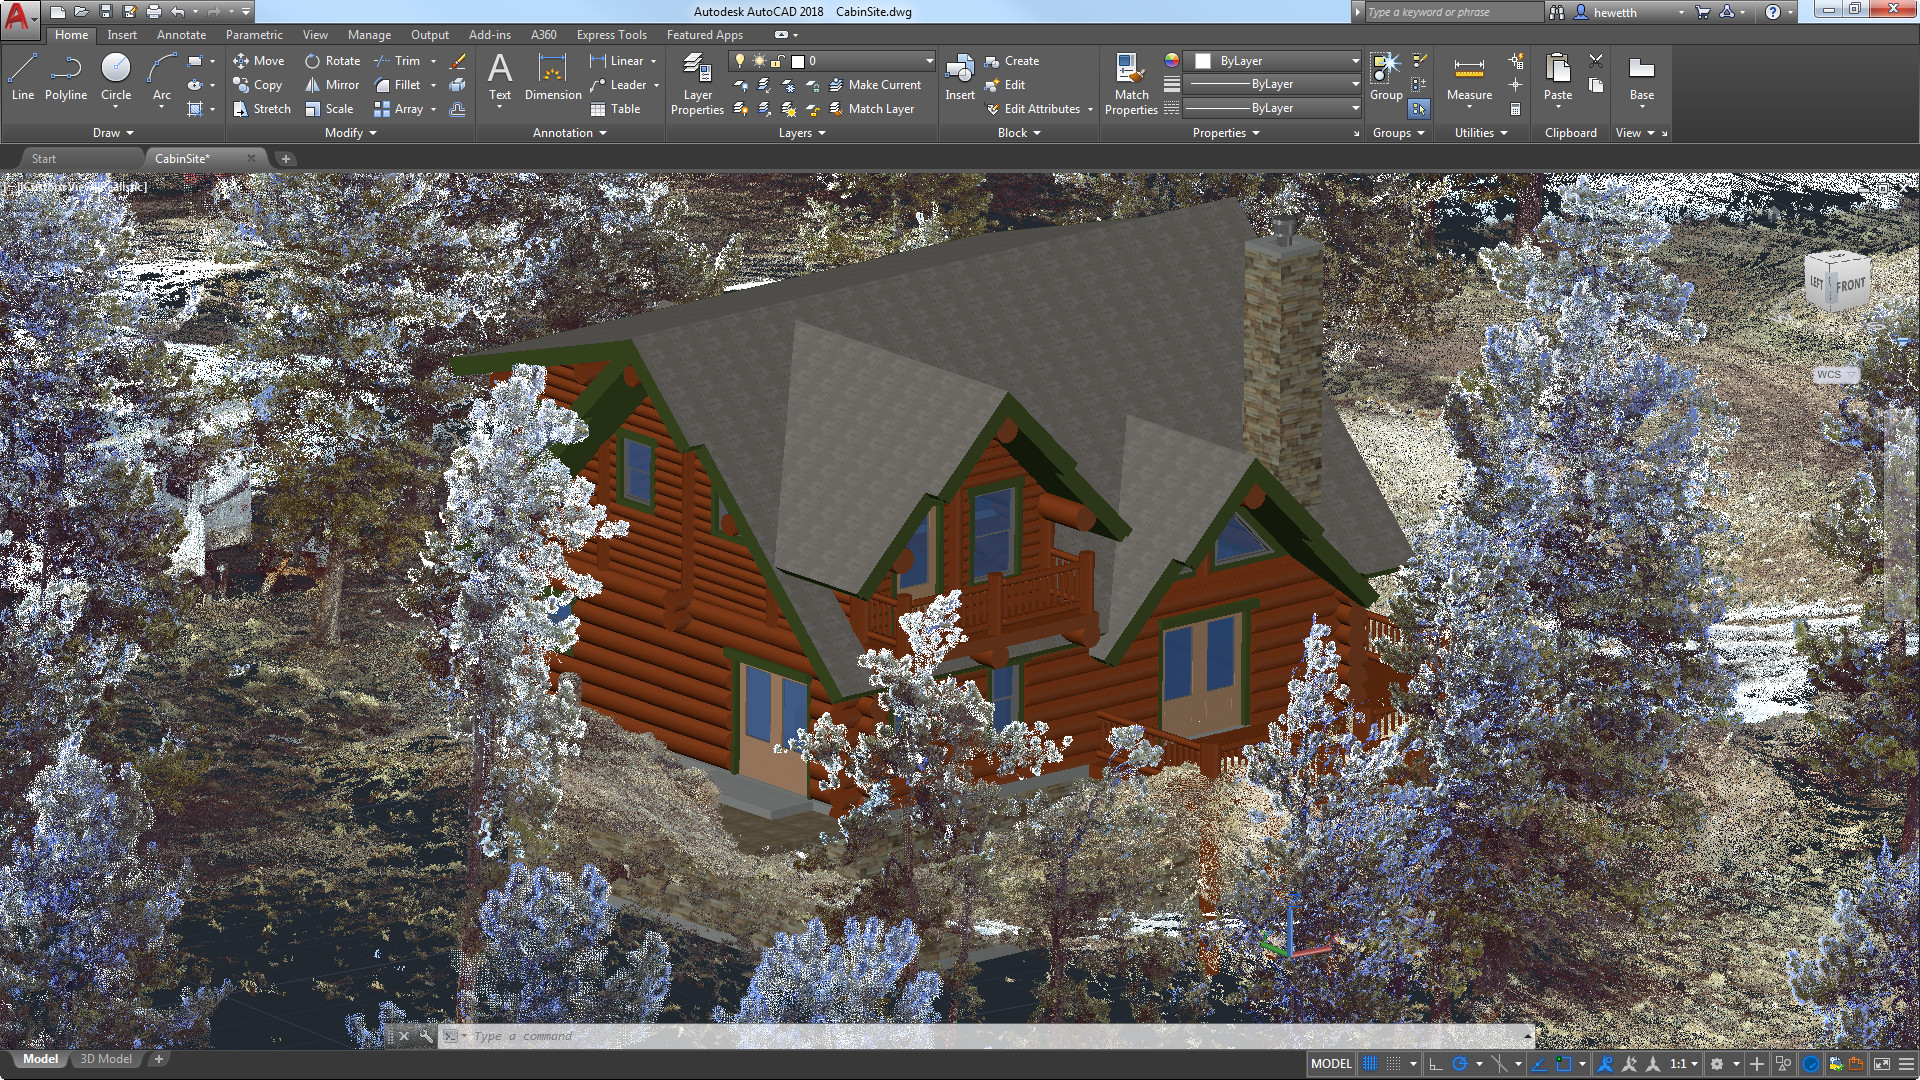 Autodesk AutoCAD 2018 CabinSite.dwg
Type a keyword or phrase
hewetth
Home Insert Annotate Parametric View Manage Output Add-ins A360 Express Tools Featured Apps
Line Polyline Circle Arc
Draw
Move Rotate Trim
Copy Mirror Fillet
Stretch Scale Array
Modify
Text Dimension
Linear
Leader
Table
Annotation
Layer Properties
0
Make Current
Match Layer
Layers
Insert
Create
Edit
Edit Attributes
Block
Match Properties
ByLayer
ByLayer
ByLayer
Properties
Group
Groups
Measure
Utilities
Paste
Clipboard
Base
View
Start CabinSite*
LEFT FRONT
WCS
Type a command
Model 3D Model
MODEL 1:1